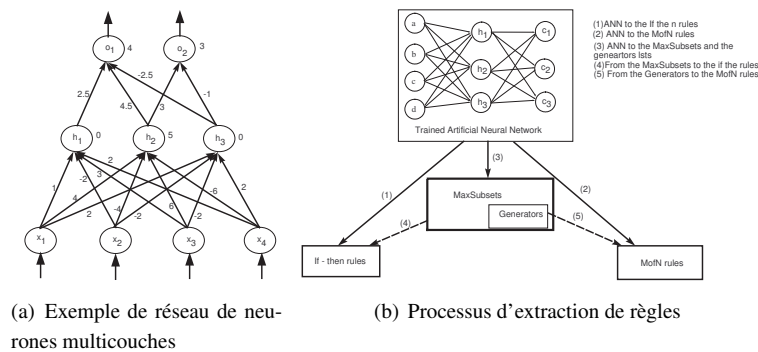 o1 4
o2 3
2.5
4.5
3
-2.5
-1
h1 0
h2 5
h3 0
1
-2
2
3
4
2
-4
-2
6
-2
-6
2
x1
x2
x3
x4
(a) Exemple de réseau de neu-
rones multicouches
a
b
c
d
h1
h2
h3
c1
c2
c3
Trained Artificial Neural Network
(1)ANN to the If the n rules
(2) ANN to the MofN rules
(3) ANN to the MaxSubsets and the
geneartors lsts
(4)From the MaxSubsets to the if the rules
(5) From the Generators to the MofN rules
(1)
(3)
(2)
MaxSubsets
Generators
(4)
(5)
If - then rules
MofN rules
(b) Processus d'extraction de règles